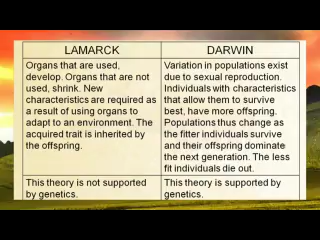 LAMARCK
DARWIN
Organs that are used,
develop. Organs that are not
used, shrink. New
characteristics are required as
a result of using organs to
adapt to an environment. The
acquired trait is inherited by
the offspring.
Variation in populations exist
due to sexual reproduction.
Individuals with characteristics
that allow them to survive
best, have more offspring.
Populations thus change as
the fitter individuals survive
and their offspring dominate
the next generation. The less
fit individuals die out.
This theory is not supported
by genetics.
This theory is supported by
genetics.